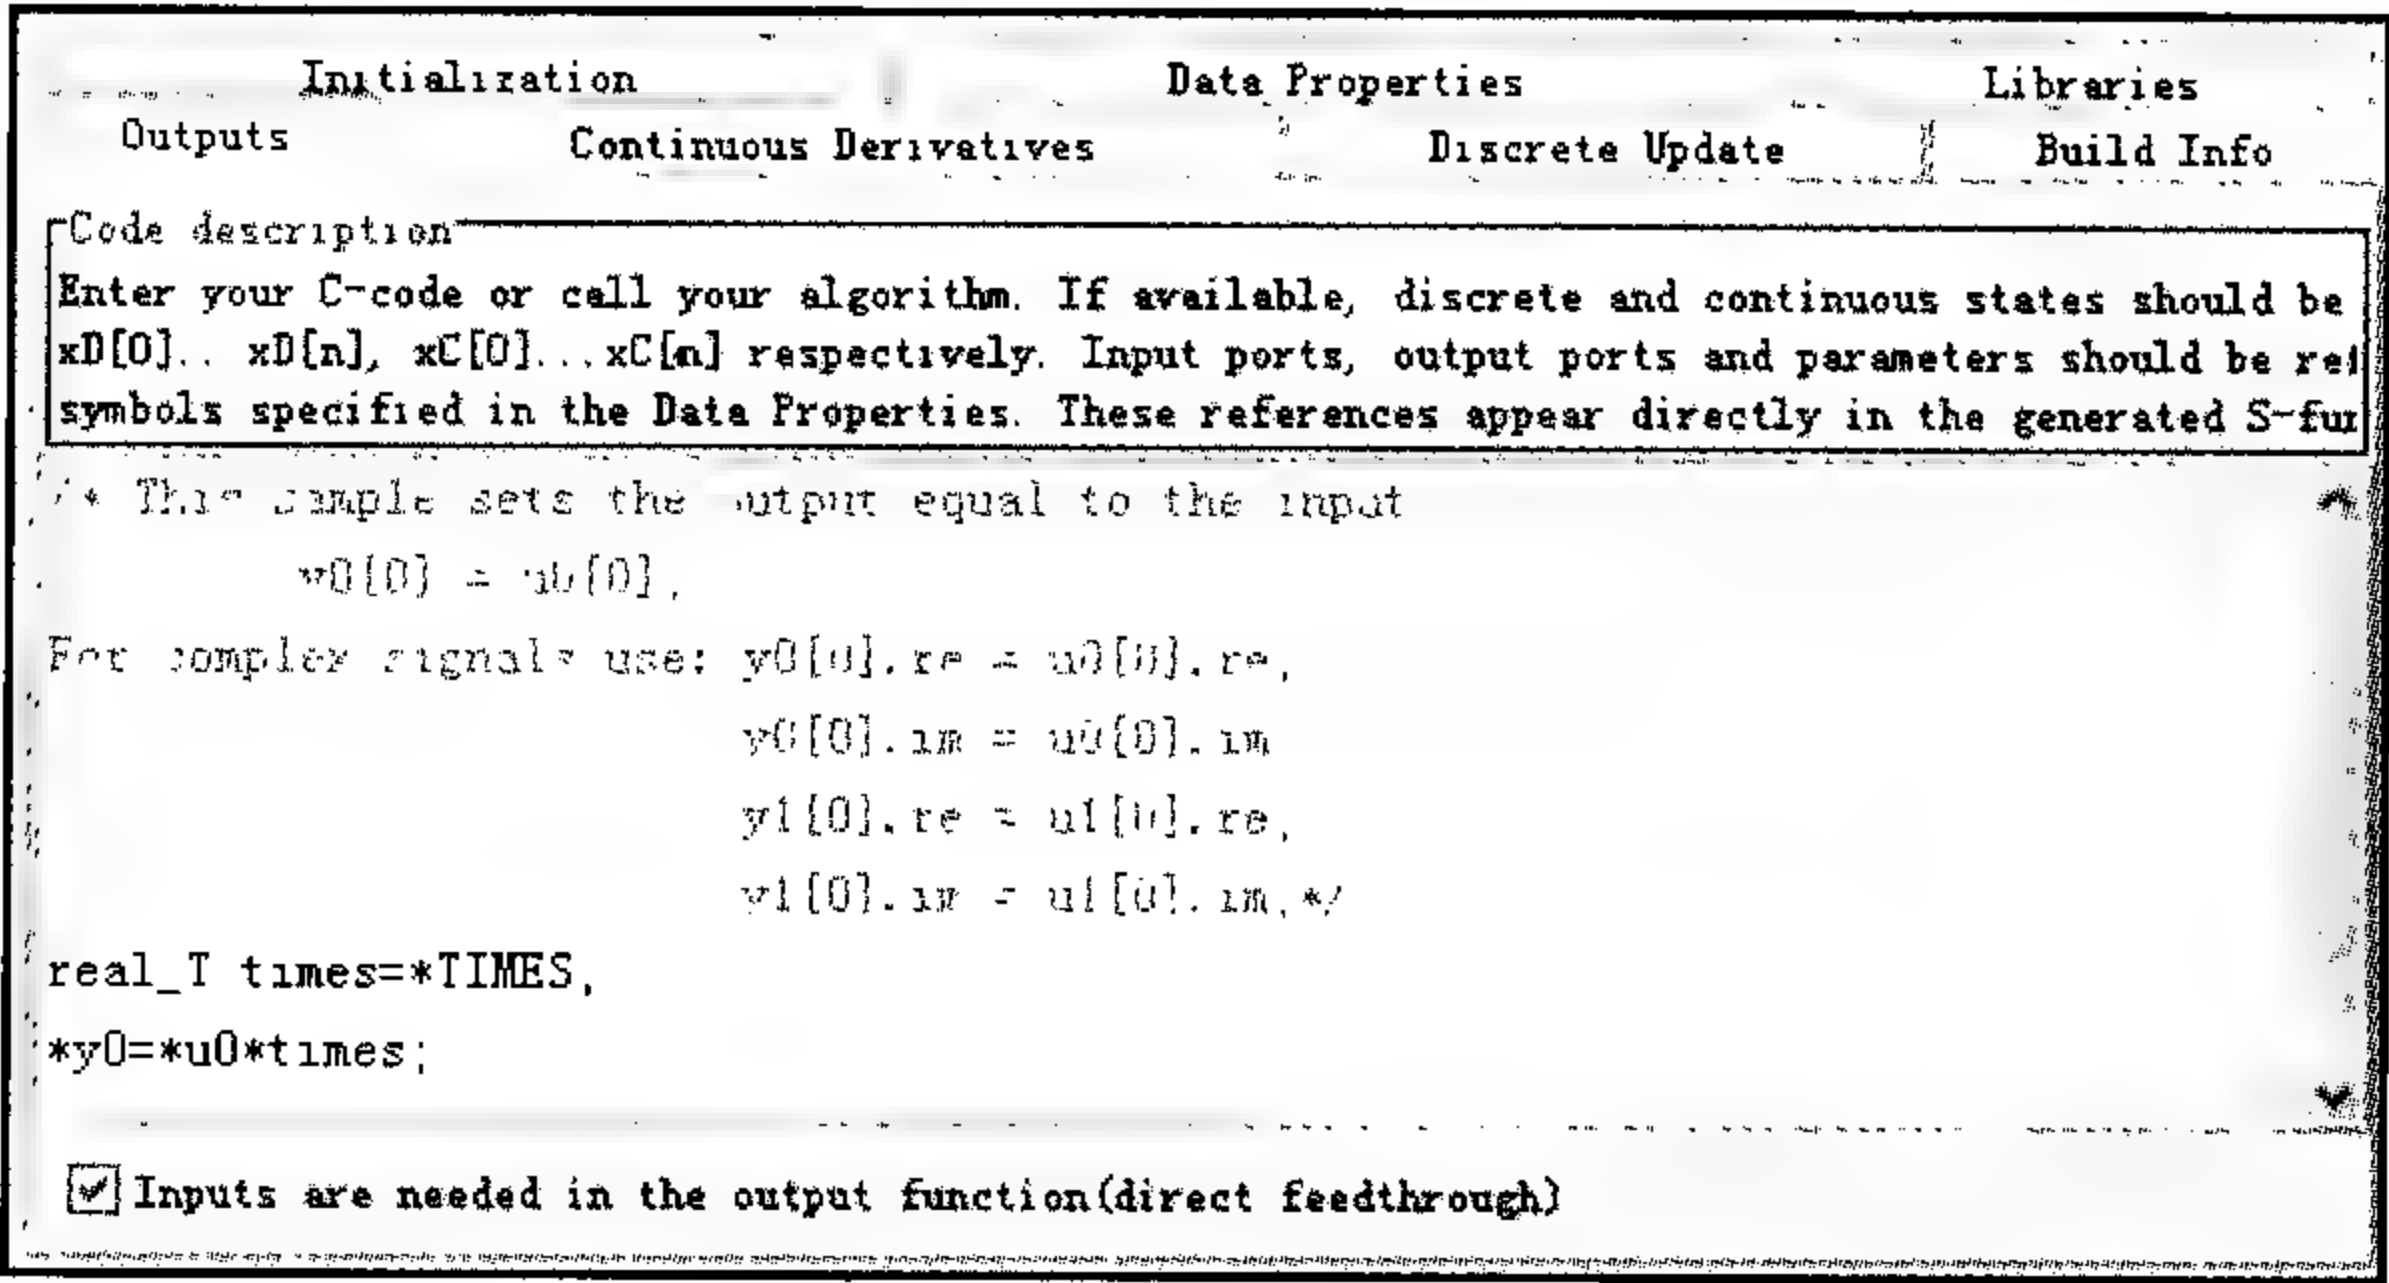 Initialization Data Properties Libraries
Outputs Continuous Derivatives Discrete Update Build Info
Code description
Enter your C-code or call your algorithm. If available, discrete and continuous states should be
xD[0].. xD[n], xC[0]...xC[n] respectively. Input ports, output ports and parameters should be ref
symbols specified in the Data Properties. These references appear directly in the generated S-fun
/* This sample sets the output equal to the input
y0[0] = u0[0],
For complex signals use: y0[0].re = u0[0].re,
y0[0].im = u0[0].im
y1[0].re = u1[0].re,
y1[0].im = u1[0].im,*/
real_T times=*TIMES,
*y0=*u0*times;
Inputs are needed in the output function(direct feedthrough)